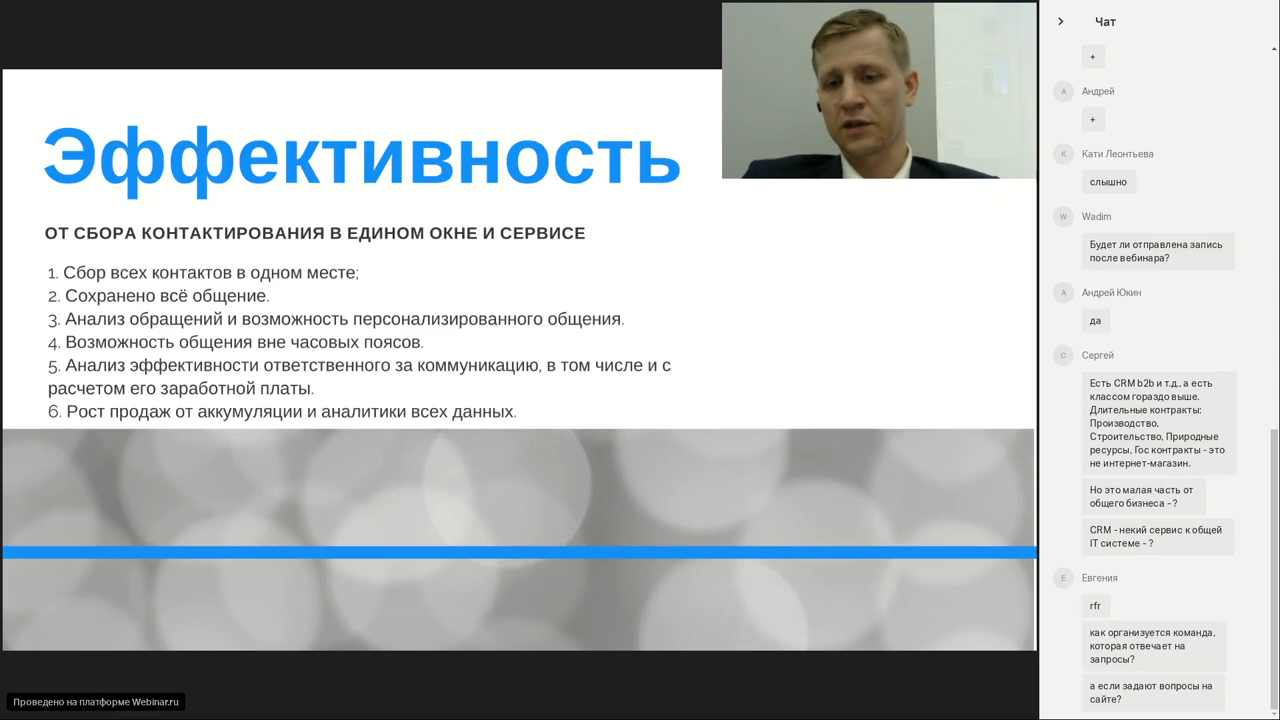 Эффективность
ОТ СБОРА КОНТАКТИРОВАНИЯ В ЕДИНОМ ОКНЕ И СЕРВИСЕ
1. Сбор всех контактов в одном месте;
2. Сохранено всё общение.
3. Анализ обращений и возможность персонализированного общения.
4. Возможность общения вне часовых поясов.
5. Анализ эффективности ответственного за коммуникацию, в том числе и с
расчетом его заработной платы.
6. Рост продаж от аккумуляции и аналитики всех данных.
Проведено на платформе Webinar.ru
Чат
+
А
Андрей
+
К
Кати Леонтьева
слышно
W
Wadim
Будет ли отправлена запись
после вебинара?
А
Андрей Юкин
да
С
Сергей
Есть CRM b2b и т.д., а есть
классом гораздо выше.
Длительные контракты:
Производство,
Строительство, Природные
ресурсы, Гос контракты - это
не интернет-магазин.
Но это малая часть от
общего бизнеса - ?
CRM - некий сервис к общей
IT системе - ?
Е
Евгения
rfr
как организуется команда,
которая отвечает на
запросы?
а если задают вопросы на
сайте?